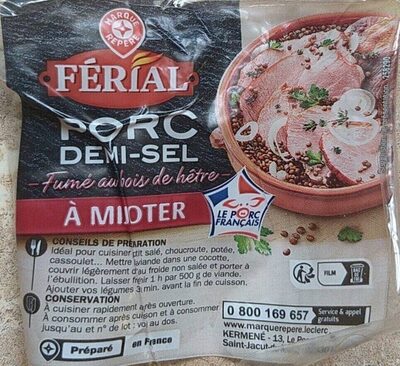 MARQUE
REPÈRE
FÉRIAL
PORC
DEMI-SEL
Fumé au bois de hêtre
À MIJOTER
LE PORC
FRANÇAIS
CONSEILS DE PRÉPARATION
Idéal pour cuisiner petit salé, choucroute, potée,
cassoulet... Mettre la viande dans une cocotte,
couvrir légèrement d'eau froide non salée et porter à
l'ébullition. Laisser frémir 1 h par 500 g de viande.
Ajouter vos légumes 3 min. avant la fin de cuisson.
CONSERVATION
À cuisiner rapidement après ouverture.
À consommer après cuisson et à consommer
jusqu'au et n° de lot: voir au dos.
Préparé en France
FILM
0 800 169 657 Service & appel
gratuits
www.marquerepere.leclerc
KERMENÉ - 13, Le
Saint-Jacut